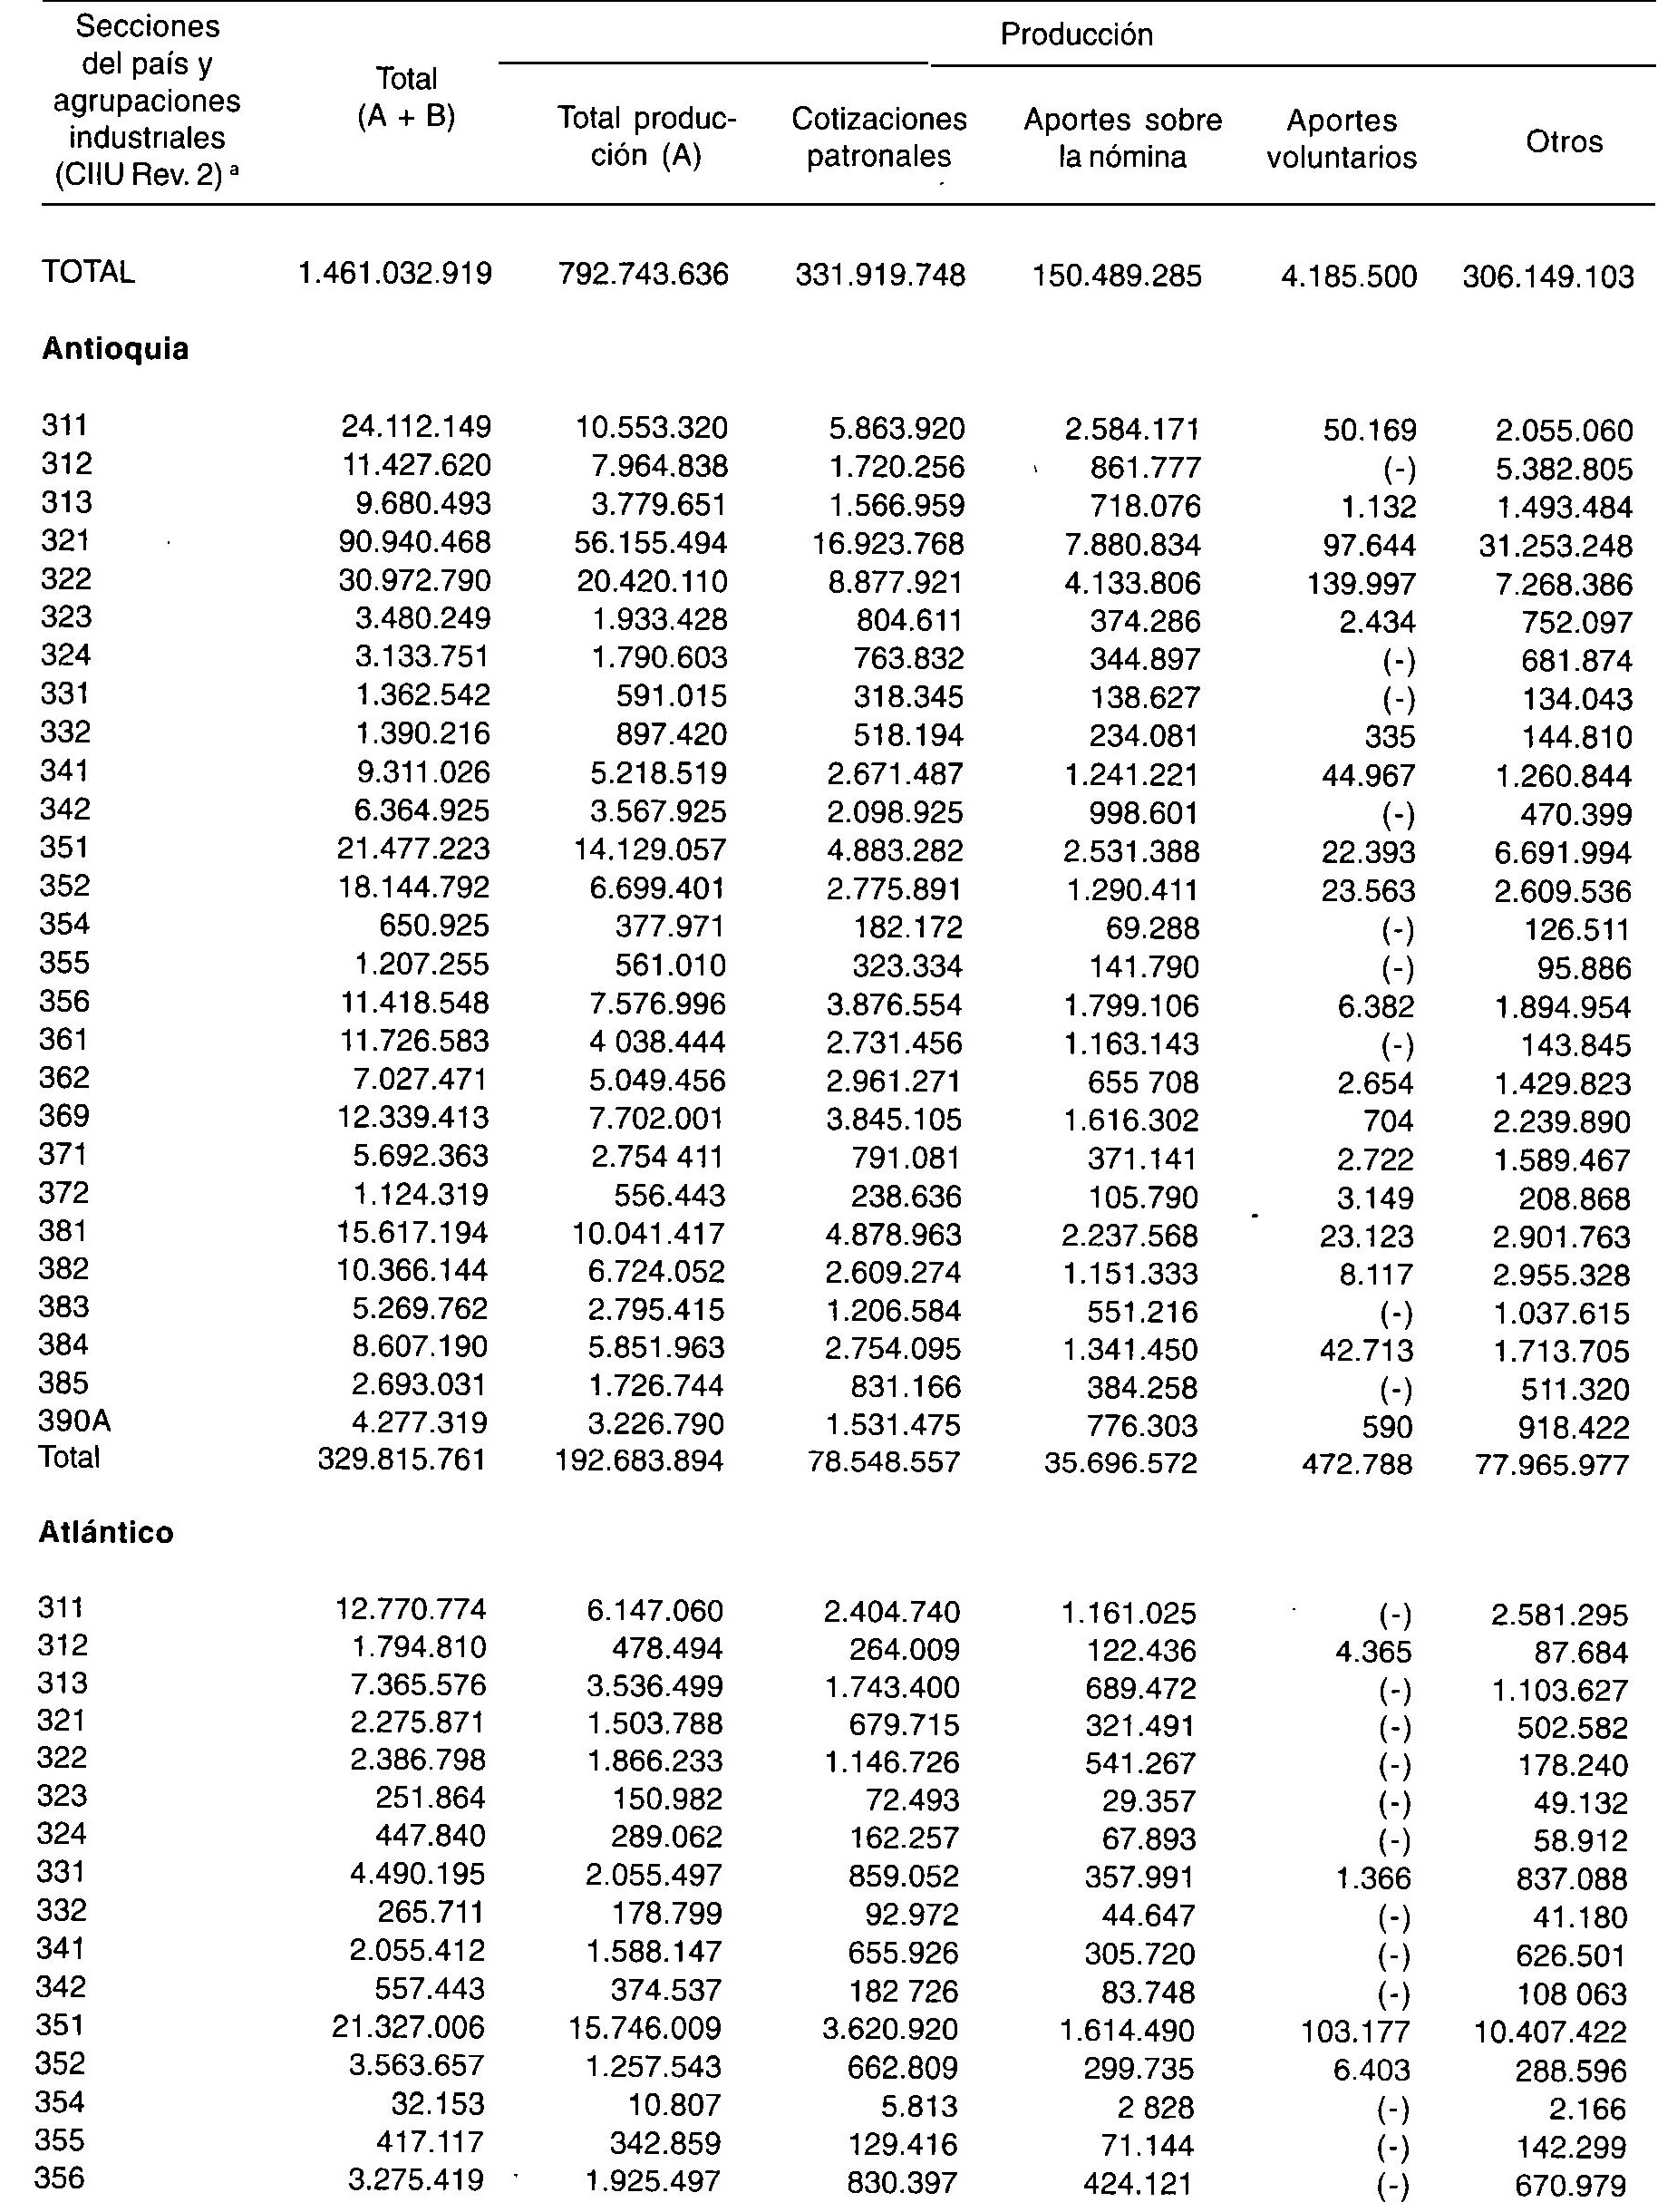 Secciones
del país y
agrupaciones
industriales
(CIIU Rev. 2) a
Total
(A + B)
Producción
Total produc-
ción (A)
Cotizaciones
patronales
Aportes sobre
la nómina
Aportes
voluntarios
Otros
TOTAL 1.461.032.919 792.743.636 331.919.748 150.489.285 4.185.500 306.149.103
Antioquia
311 24.112.149 10.553.320 5.863.920 2.584.171 50.169 2.055.060
312 11.427.620 7.964.838 1.720.256 861.777 (-) 5.382.805
313 9.680.493 3.779.651 1.566.959 718.076 1.132 1.493.484
321 90.940.468 56.155.494 16.923.768 7.880.834 97.644 31.253.248
322 30.972.790 20.420.110 8.877.921 4.133.806 139.997 7.268.386
323 3.480.249 1.933.428 804.611 374.286 2.434 752.097
324 3.133.751 1.790.603 763.832 344.897 (-) 681.874
331 1.362.542 591.015 318.345 138.627 (-) 134.043
332 1.390.216 897.420 518.194 234.081 335 144.810
341 9.311.026 5.218.519 2.671.487 1.241.221 44.967 1.260.844
342 6.364.925 3.567.925 2.098.925 998.601 (-) 470.399
351 21.477.223 14.129.057 4.883.282 2.531.388 22.393 6.691.994
352 18.144.792 6.699.401 2.775.891 1.290.411 23.563 2.609.536
354 650.925 377.971 182.172 69.288 (-) 126.511
355 1.207.255 561.010 323.334 141.790 (-) 95.886
356 11.418.548 7.576.996 3.876.554 1.799.106 6.382 1.894.954
361 11.726.583 4 038.444 2.731.456 1.163.143 (-) 143.845
362 7.027.471 5.049.456 2.961.271 655 708 2.654 1.429.823
369 12.339.413 7.702.001 3.845.105 1.616.302 704 2.239.890
371 5.692.363 2.754 411 791.081 371.141 2.722 1.589.467
372 1.124.319 556.443 238.636 105.790 3.149 208.868
381 15.617.194 10.041.417 4.878.963 2.237.568 23.123 2.901.763
382 10.366.144 6.724.052 2.609.274 1.151.333 8.117 2.955.328
383 5.269.762 2.795.415 1.206.584 551.216 (-) 1.037.615
384 8.607.190 5.851.963 2.754.095 1.341.450 42.713 1.713.705
385 2.693.031 1.726.744 831.166 384.258 (-) 511.320
390A 4.277.319 3.226.790 1.531.475 776.303 590 918.422
Total 329.815.761 192.683.894 78.548.557 35.696.572 472.788 77.965.977
Atlántico
311 12.770.774 6.147.060 2.404.740 1.161.025 (-) 2.581.295
312 1.794.810 478.494 264.009 122.436 4.365 87.684
313 7.365.576 3.536.499 1.743.400 689.472 (-) 1.103.627
321 2.275.871 1.503.788 679.715 321.491 (-) 502.582
322 2.386.798 1.866.233 1.146.726 541.267 (-) 178.240
323 251.864 150.982 72.493 29.357 (-) 49.132
324 447.840 289.062 162.257 67.893 (-) 58.912
331 4.490.195 2.055.497 859.052 357.991 1.366 837.088
332 265.711 178.799 92.972 44.647 (-) 41.180
341 2.055.412 1.588.147 655.926 305.720 (-) 626.501
342 557.443 374.537 182 726 83.748 (-) 108 063
351 21.327.006 15.746.009 3.620.920 1.614.490 103.177 10.407.422
352 3.563.657 1.257.543 662.809 299.735 6.403 288.596
354 32.153 10.807 5.813 2 828 (-) 2.166
355 417.117 342.859 129.416 71.144 (-) 142.299
356 3.275.419 1.925.497 830.397 424.121 (-) 670.979